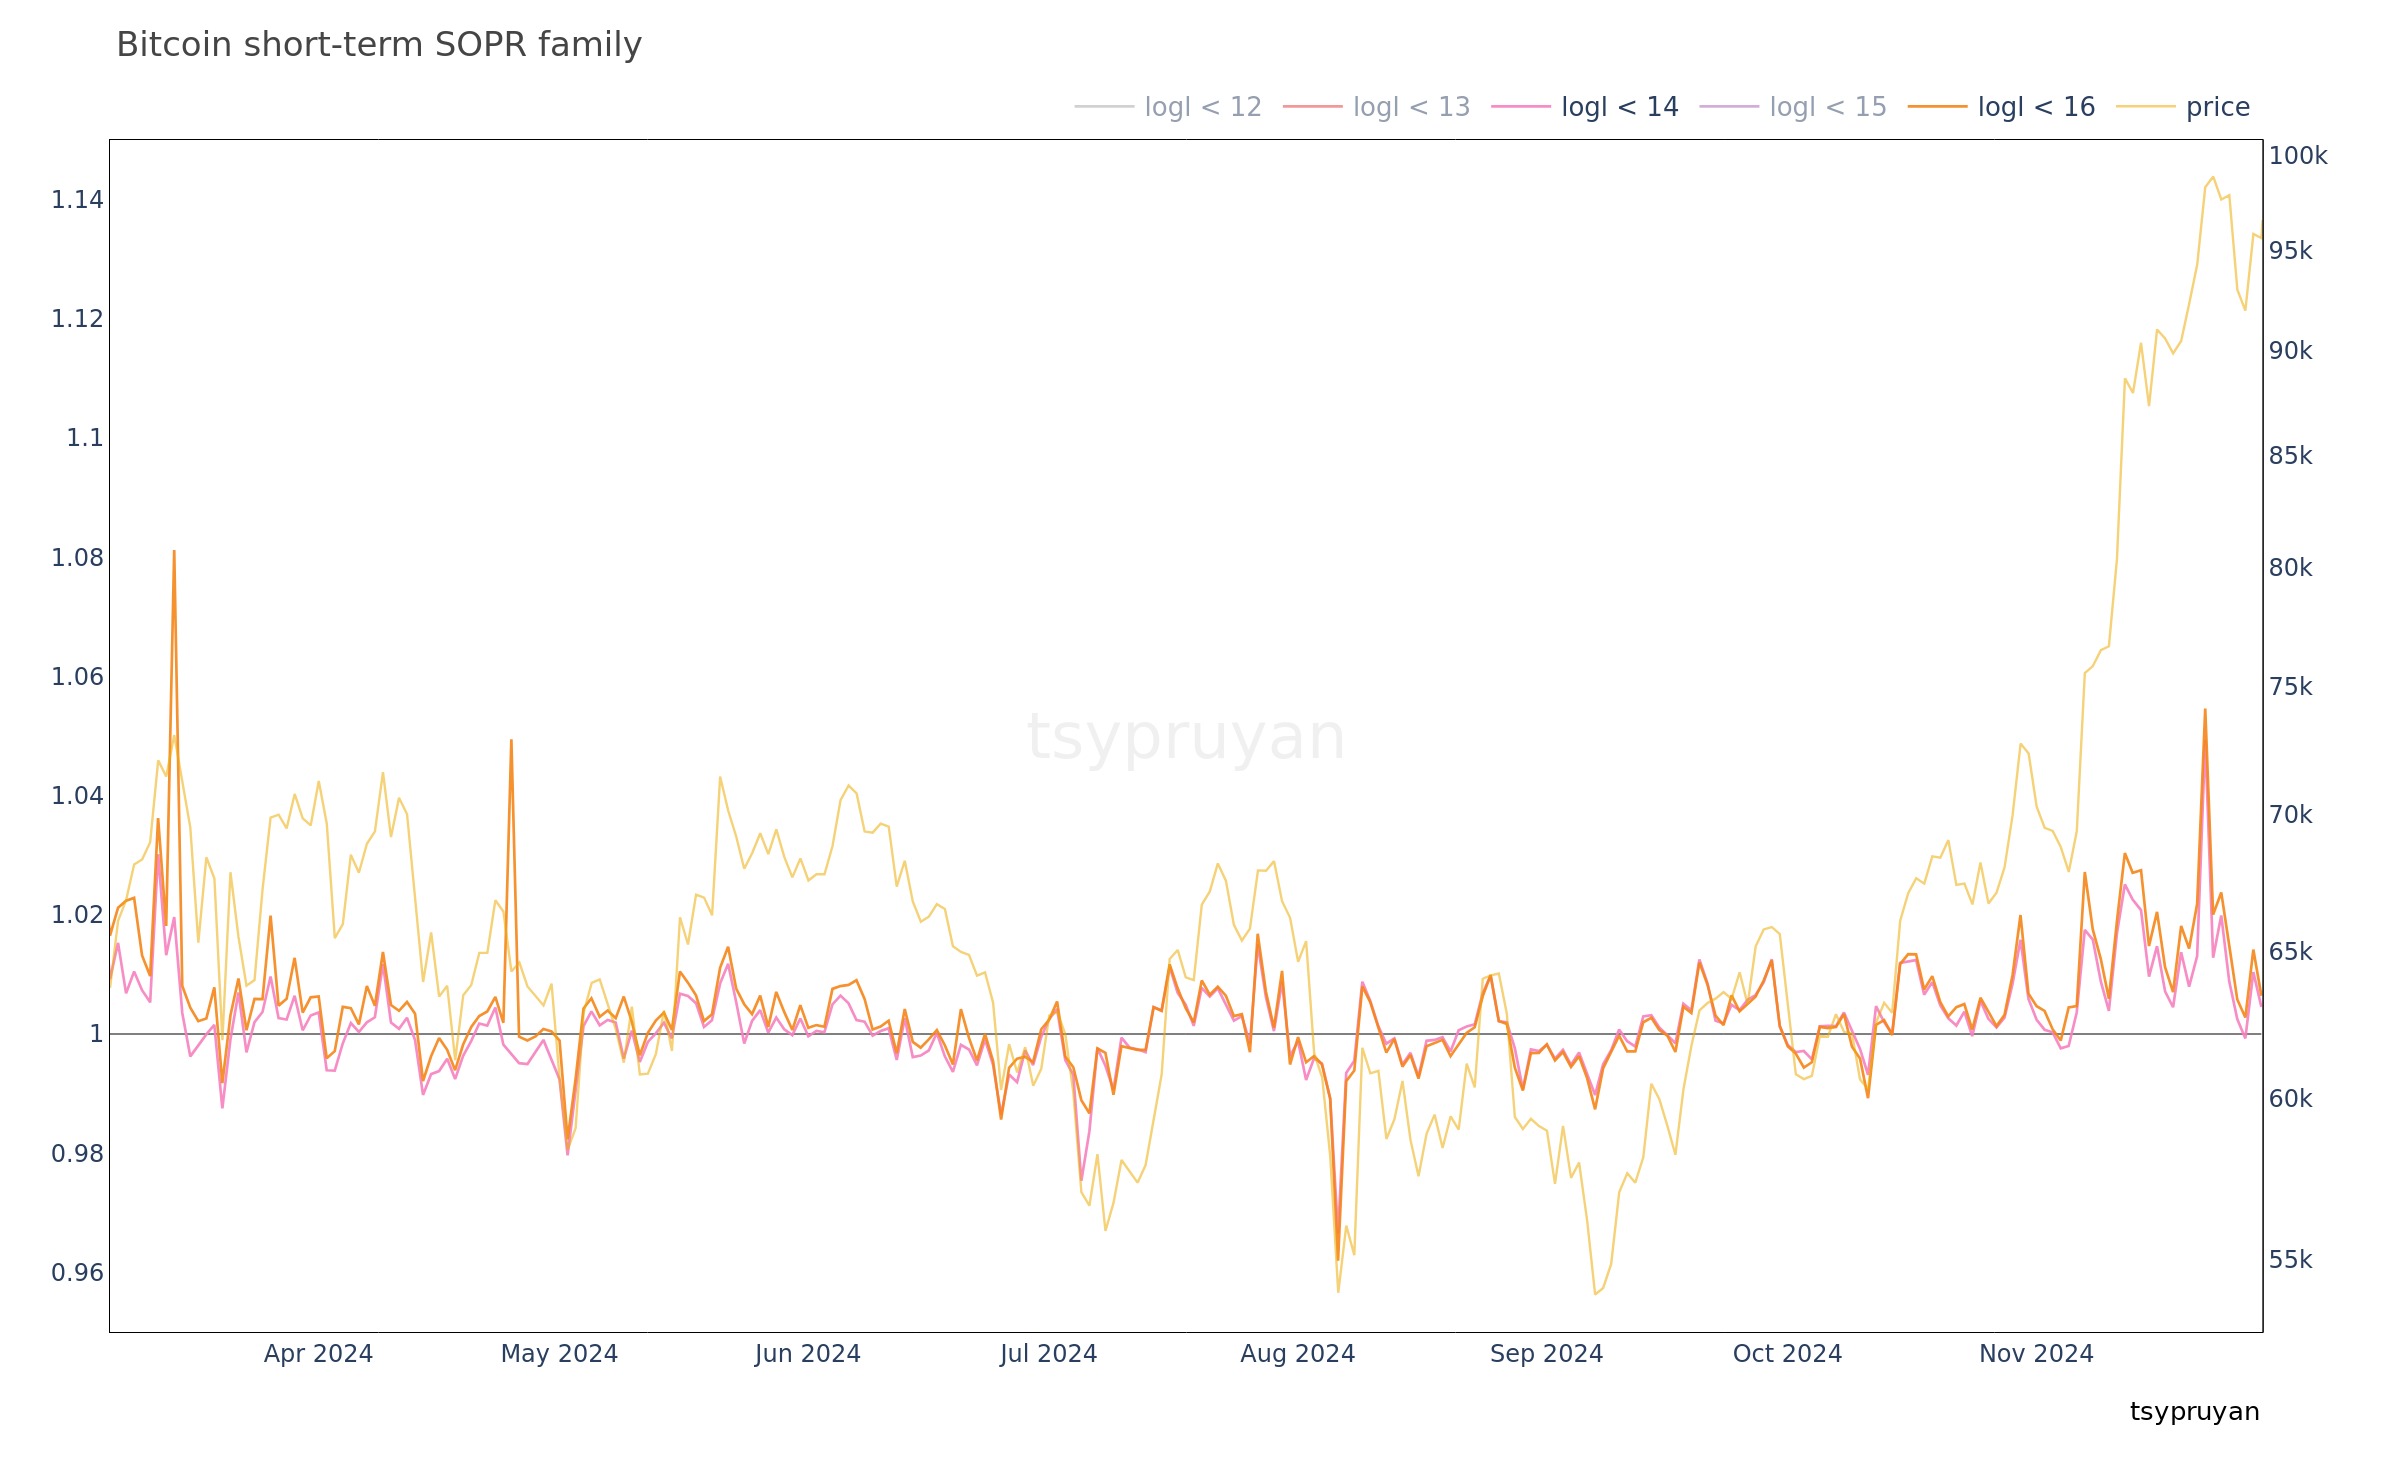 Bitcoin short-term SOPR family
logl < 12 logl < 13 logl < 14 logl < 15 logl < 16 price
1.14
1.12
1.1
1.08
1.06
1.04
1.02
1
0.98
0.96
100k
95k
90k
85k
80k
75k
70k
65k
60k
55k
tsypruyan
Apr 2024 May 2024 Jun 2024 Jul 2024 Aug 2024 Sep 2024 Oct 2024 Nov 2024
tsypruyan